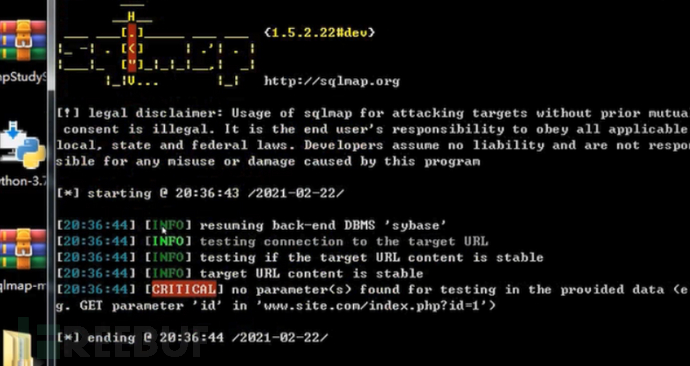 {1.5.2.22#dev}
http://sqlmap.org
[!] legal disclaimer: Usage of sqlmap for attacking targets without prior mutua
consent is illegal. It is the end user's responsibility to obey all applicable
local, state and federal laws. Developers assume no liability and are not respo
sible for any misuse or damage caused by this program
[*] starting @ 20:36:43 /2021-02-22/
[20:36:44] [INFO] resuming back-end DBMS 'sybase'
[20:36:44] [INFO] testing connection to the target URL
[20:36:44] [INFO] testing if the target URL content is stable
[20:36:44] [INFO] target URL content is stable
[20:36:44] [CRITICAL] no parameter(s) found for testing in the provided data (e
g. GET parameter 'id' in 'www.site.com/index.php?id=1')
[*] ending @ 20:36:44 /2021-02-22/
npStudyS
ython-3.7
qlmap-m
REEBUF